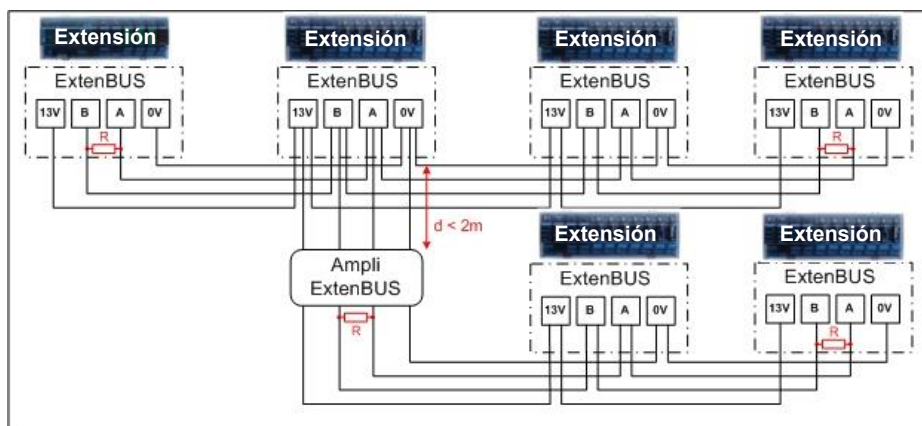 Extensión Extensión Extensión Extensión
ExtenBUS ExtenBUS ExtenBUS ExtenBUS
13V B A 0V 13V B A 0V 13V B A 0V 13V B A 0V
R R
d < 2m
Extensión Extensión
Ampli
ExtenBUS
ExtenBUS ExtenBUS
13V B A 0V 13V B A 0V
R R